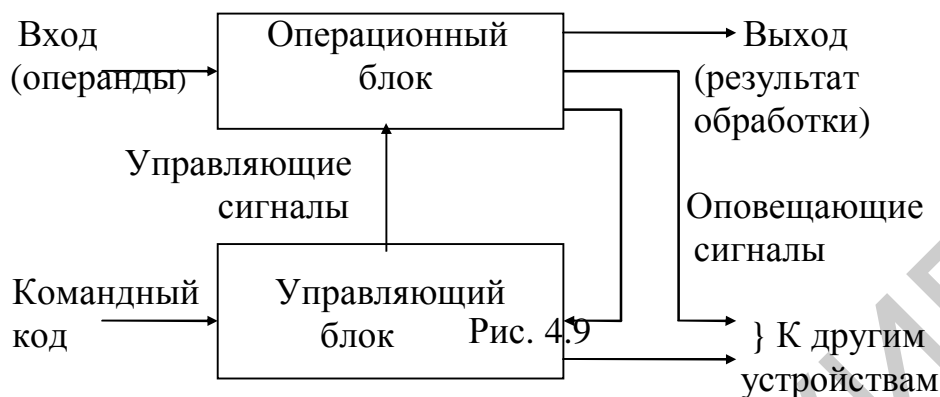 Вход
(операнды)
Операционный
блок
Выход
(результат
обработки)
Управляющие
сигналы
Оповещающие
сигналы
Командный
код
Управляющий
блок
Рис. 4.9
} К другим
устройствам